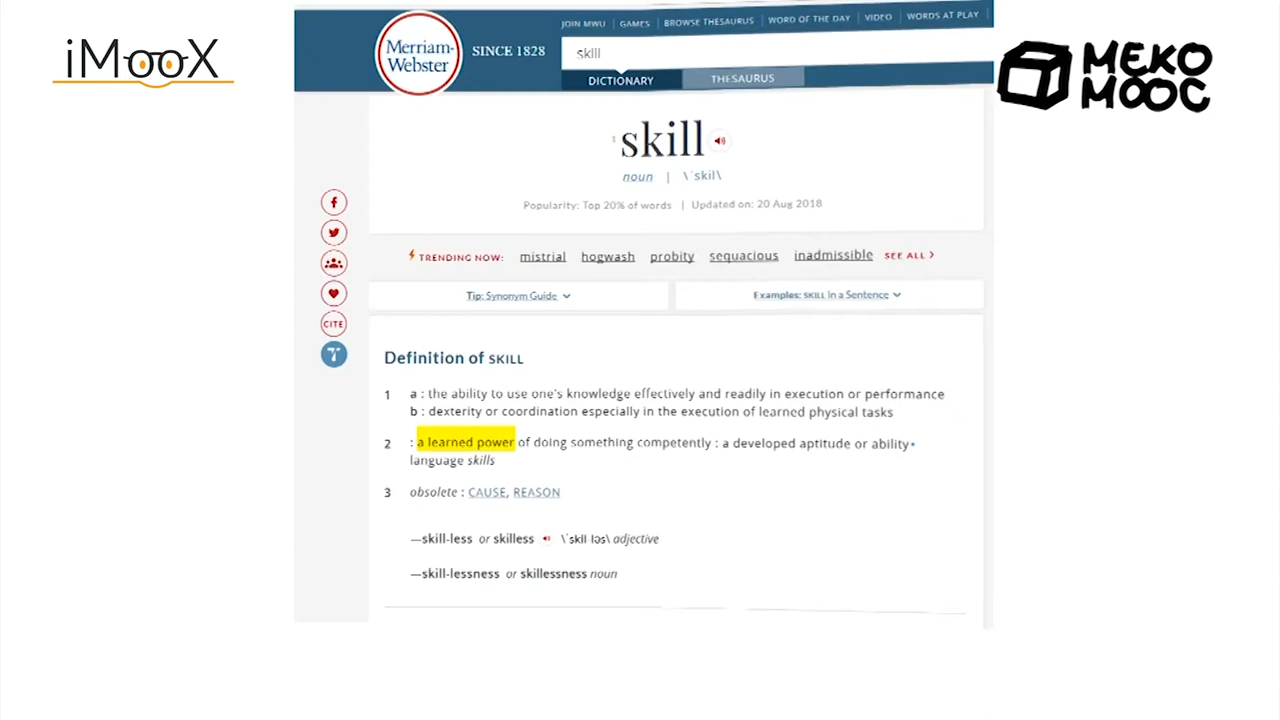 iMooX
MEKO
MOOC
JOIN MWU | GAMES | BROWSE THESAURUS | WORD OF THE DAY | VIDEO | WORDS AT PLAY |
Merriam-
Webster
SINCE 1828
skill
DICTIONARY
THESAURUS
1skill
noun | \ˈskil\
Popularity: Top 20% of words | Updated on: 20 Aug 2018
TRENDING NOW: mistrial hogwash probity sequacious inadmissible SEE ALL >
Tip: Synonym Guide
Examples: SKILL in a Sentence
CITE
Definition of SKILL
1 a : the ability to use one's knowledge effectively and readily in execution or performance
b : dexterity or coordination especially in the execution of learned physical tasks
2 : a learned power of doing something competently : a developed aptitude or ability •
language skills
3 obsolete : CAUSE, REASON
—skill-less or skilless \ˈskil-ləs\ adjective
—skill-lessness or skillessness noun